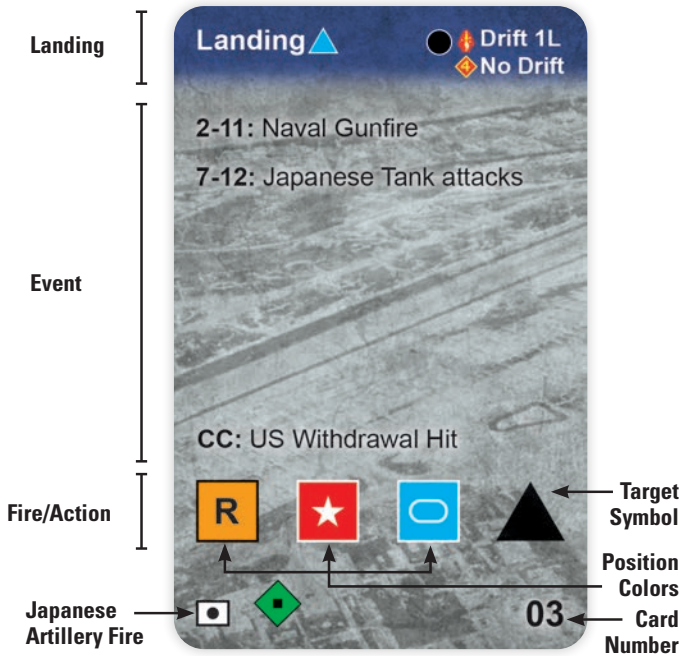 Landing
Landing
Drift 1L
4 No Drift
2-11: Naval Gunfire
7-12: Japanese Tank attacks
Event
CC: US Withdrawal Hit
Fire/Action
R
Target
Symbol
Position
Colors
Japanese
Artillery Fire
03
Card
Number